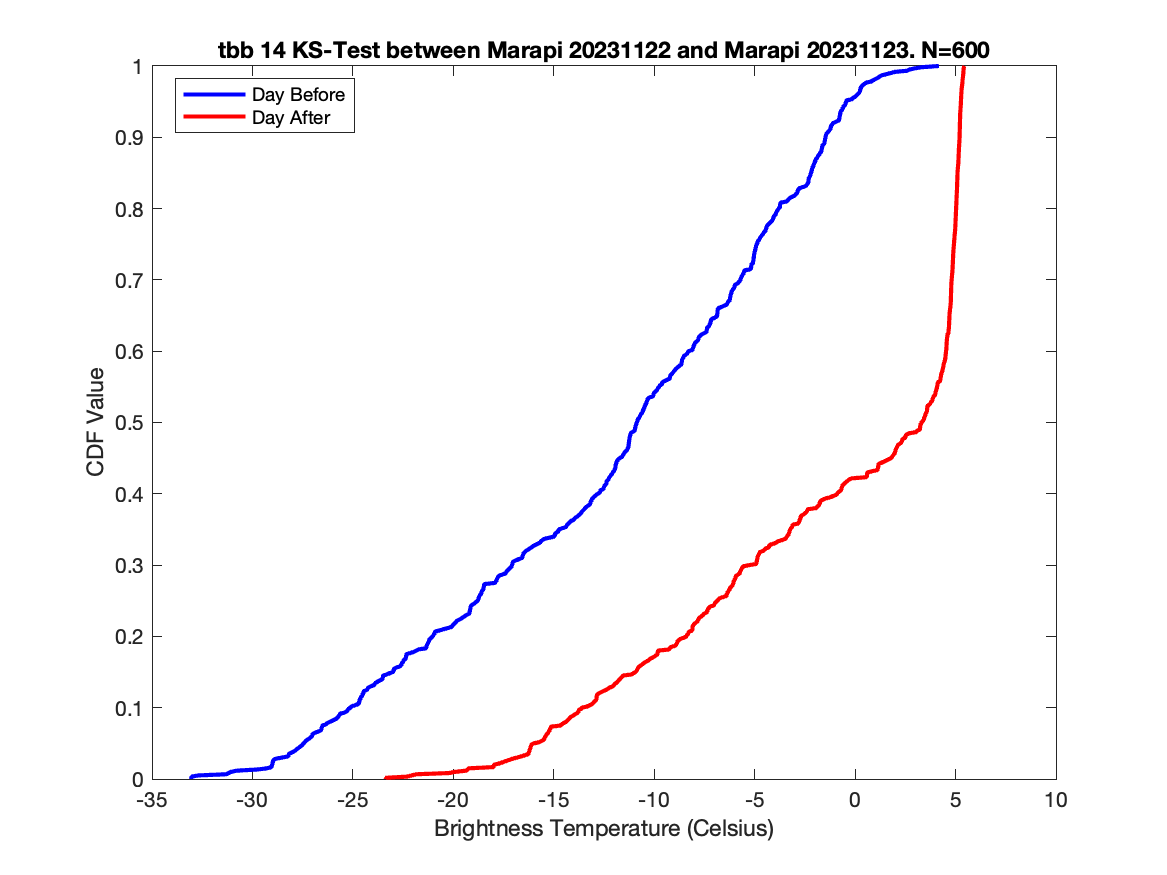 tbb 14 KS-Test between Marapi 20231122 and Marapi 20231123. N=600
Day Before
Day After
1
0.9
0.8
0.7
0.6
0.5
0.4
0.3
0.2
0.1
0
CDF Value
-35 -30 -25 -20 -15 -10 -5 0 5 10
Brightness Temperature (Celsius)